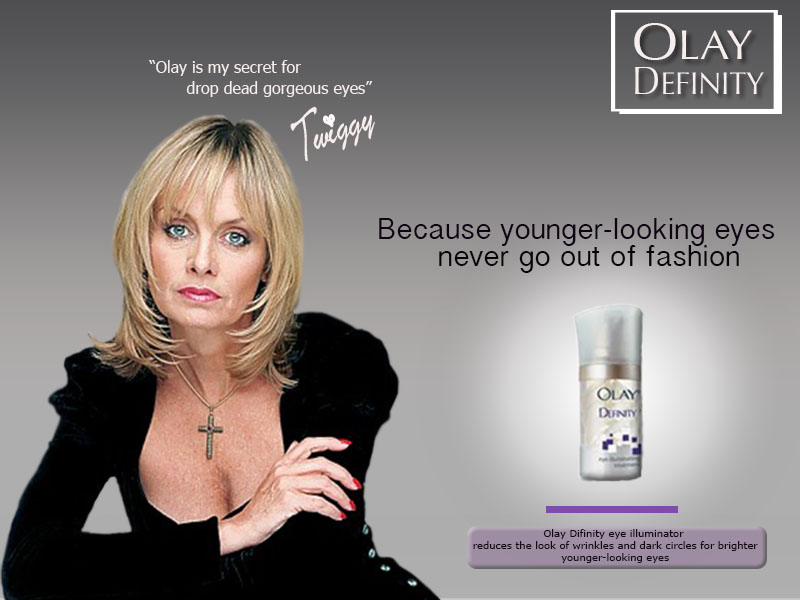 “Olay is my secret for
drop dead gorgeous eyes”
Twiggy
OLAY
DEFINITY
Because younger-looking eyes
never go out of fashion
OLAY
DEFINITY
eye illuminating
Olay Difinity eye illuminator
reduces the look of wrinkles and dark circles for brighter
younger-looking eyes